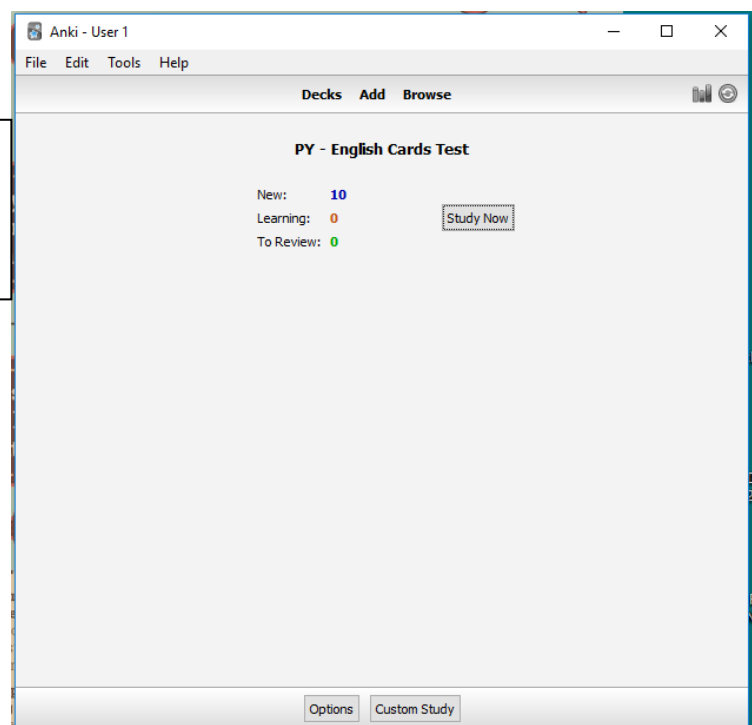 Anki - User 1
File Edit Tools Help
Decks Add Browse
PY - English Cards Test
New: 10
Learning: 0 Study Now
To Review: 0
Options Custom Study